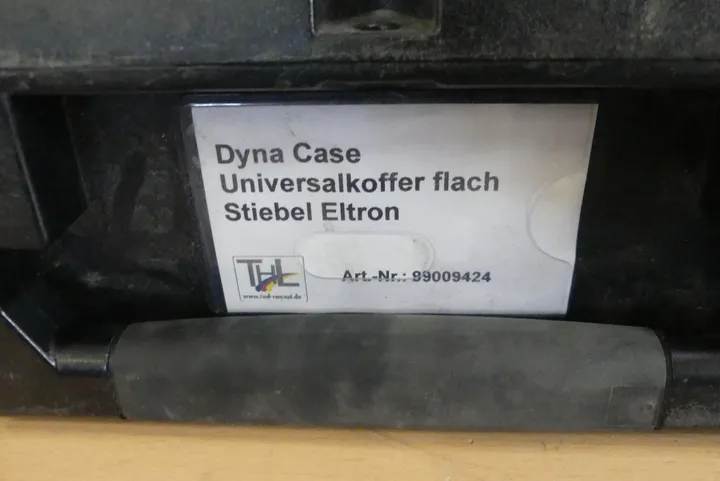 Dyna Case
Universalkoffer flach
Stiebel Eltron
THL
Art.-Nr.: 99009424